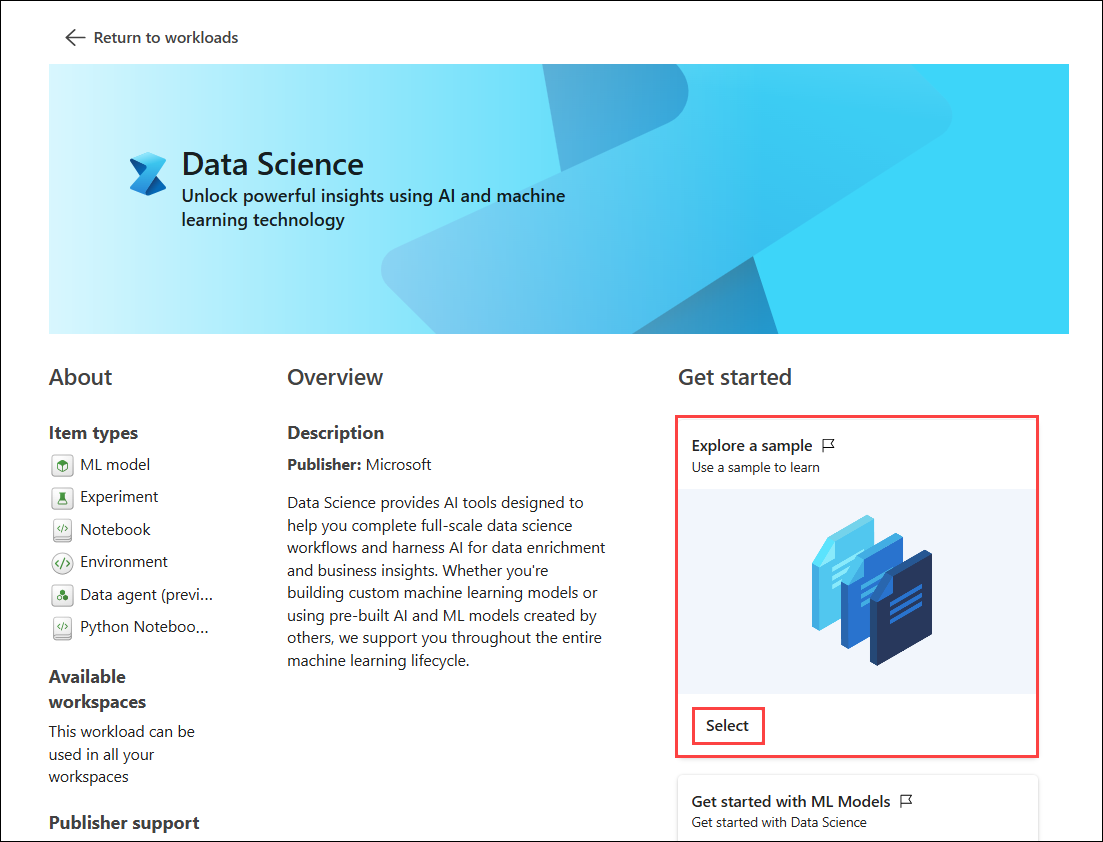 Return to workloads
Data Science
Unlock powerful insights using AI and machine
learning technology
About
Item types
ML model
Experiment
Notebook
Environment
Data agent (previ...
Python Noteboo...
Available
workspaces
This workload can be
used in all your
workspaces
Publisher support
Overview
Description
Publisher: Microsoft
Data Science provides AI tools designed to
help you complete full-scale data science
workflows and harness AI for data enrichment
and business insights. Whether you're
building custom machine learning models or
using pre-built AI and ML models created by
others, we support you throughout the entire
machine learning lifecycle.
Get started
Explore a sample
Use a sample to learn
Select
Get started with ML Models
Get started with Data Science